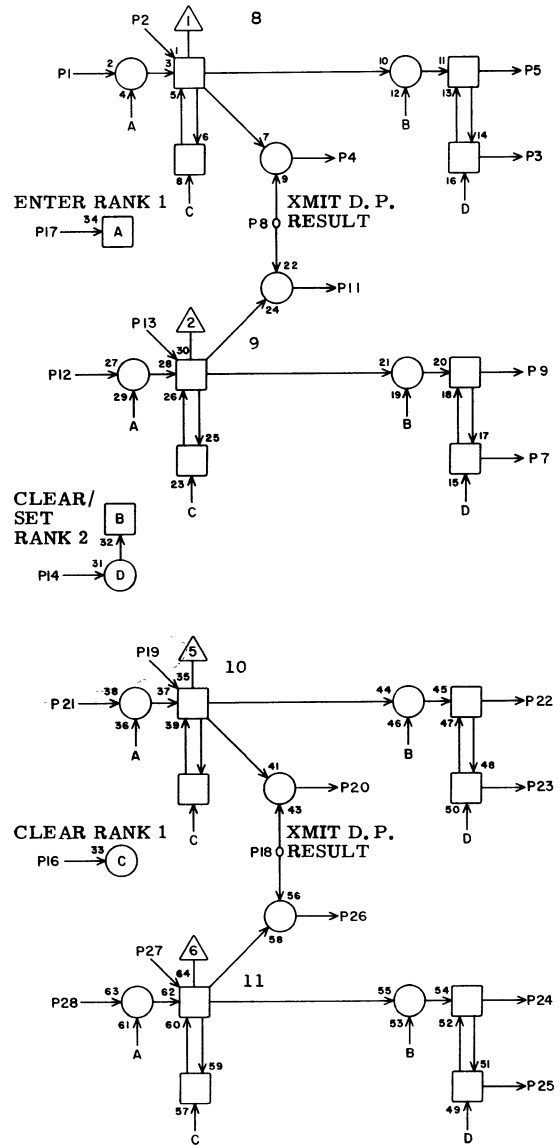 P2 1 8
1
P1 2 3 10 11 P5
4 5 12 13
A 6 7 B 14
P4 P3
8 9 16
C D
ENTER RANK 1 XMIT D. P.
34 P8 RESULT
P17 A
22
P11
24
2
P13 9
30
P12 27 28 21 20 P9
29 26 19 18
A 25 B 17
P7
23 15
C D
CLEAR/
SET B
RANK 2 32
31
P14 D
5
P19 10
35
P21 38 37 44 45 P22
36 39 46 47
A 41 B 48
P20 P23
43 50
C D
CLEAR RANK 1 XMIT D. P.
33 P18 RESULT
P16 C
56
P26
58
6
P27 11
64
P28 63 62 55 54 P24
61 60 53 52
A 59 B 51
P25
57 49
C D